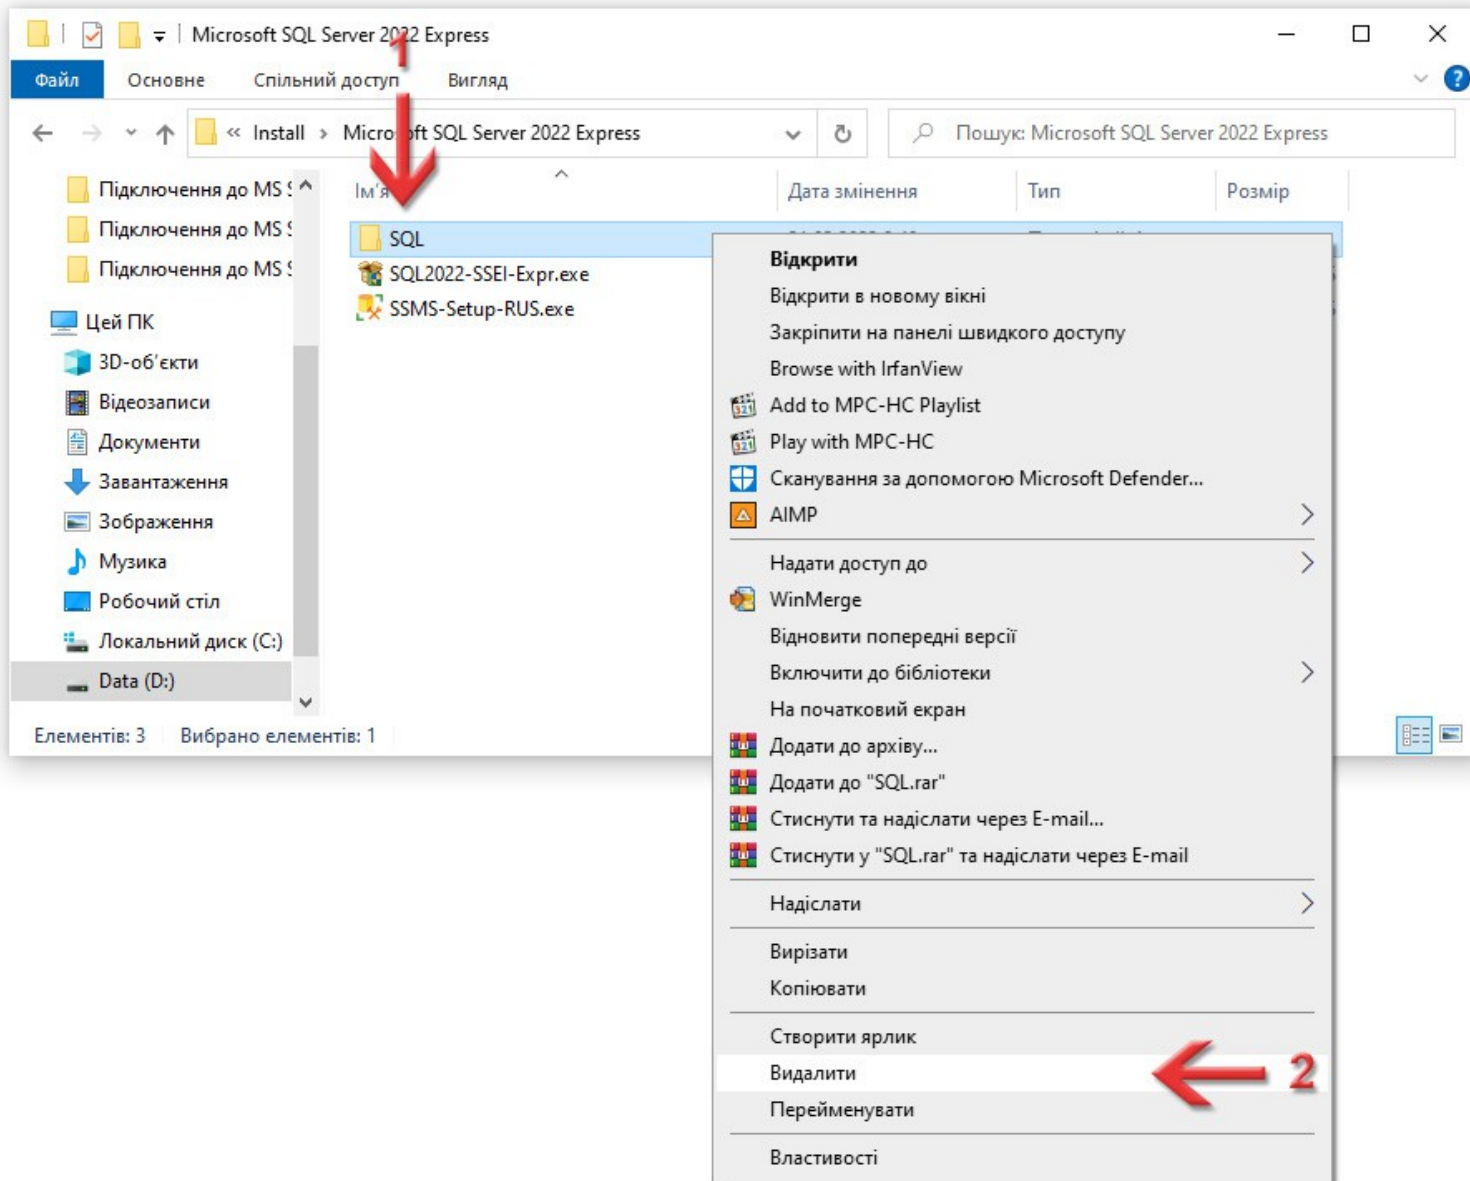 Microsoft SQL Server 2022 Express
1
Файл Основне Спільний доступ Вигляд
« Install › Microsoft SQL Server 2022 Express
Пошук: Microsoft SQL Server 2022 Express
Ім'я Дата змінення Тип Розмір
Підключення до MS
Підключення до MS
Підключення до MS
Цей ПК
3D-об'єкти
Відеозаписи
Документи
Завантаження
Зображення
Музика
Робочий стіл
Локальний диск (C:)
Data (D:)
SQL
SQL2022-SSEI-Expr.exe
SSMS-Setup-RUS.exe
Елементів: 3 Вибрано елементів: 1
Відкрити
Відкрити в новому вікні
Закріпити на панелі швидкого доступу
Browse with IrfanView
Add to MPC-HC Playlist
Play with MPC-HC
Сканування за допомогою Microsoft Defender...
AIMP
Надати доступ до
WinMerge
Відновити попередні версії
Включити до бібліотеки
На початковий екран
Додати до архіву...
Додати до "SQL.rar"
Стиснути та надіслати через E-mail...
Стиснути у "SQL.rar" та надіслати через E-mail
Надіслати
Вирізати
Копіювати
Створити ярлик
Видалити 2
Перейменувати
Властивості